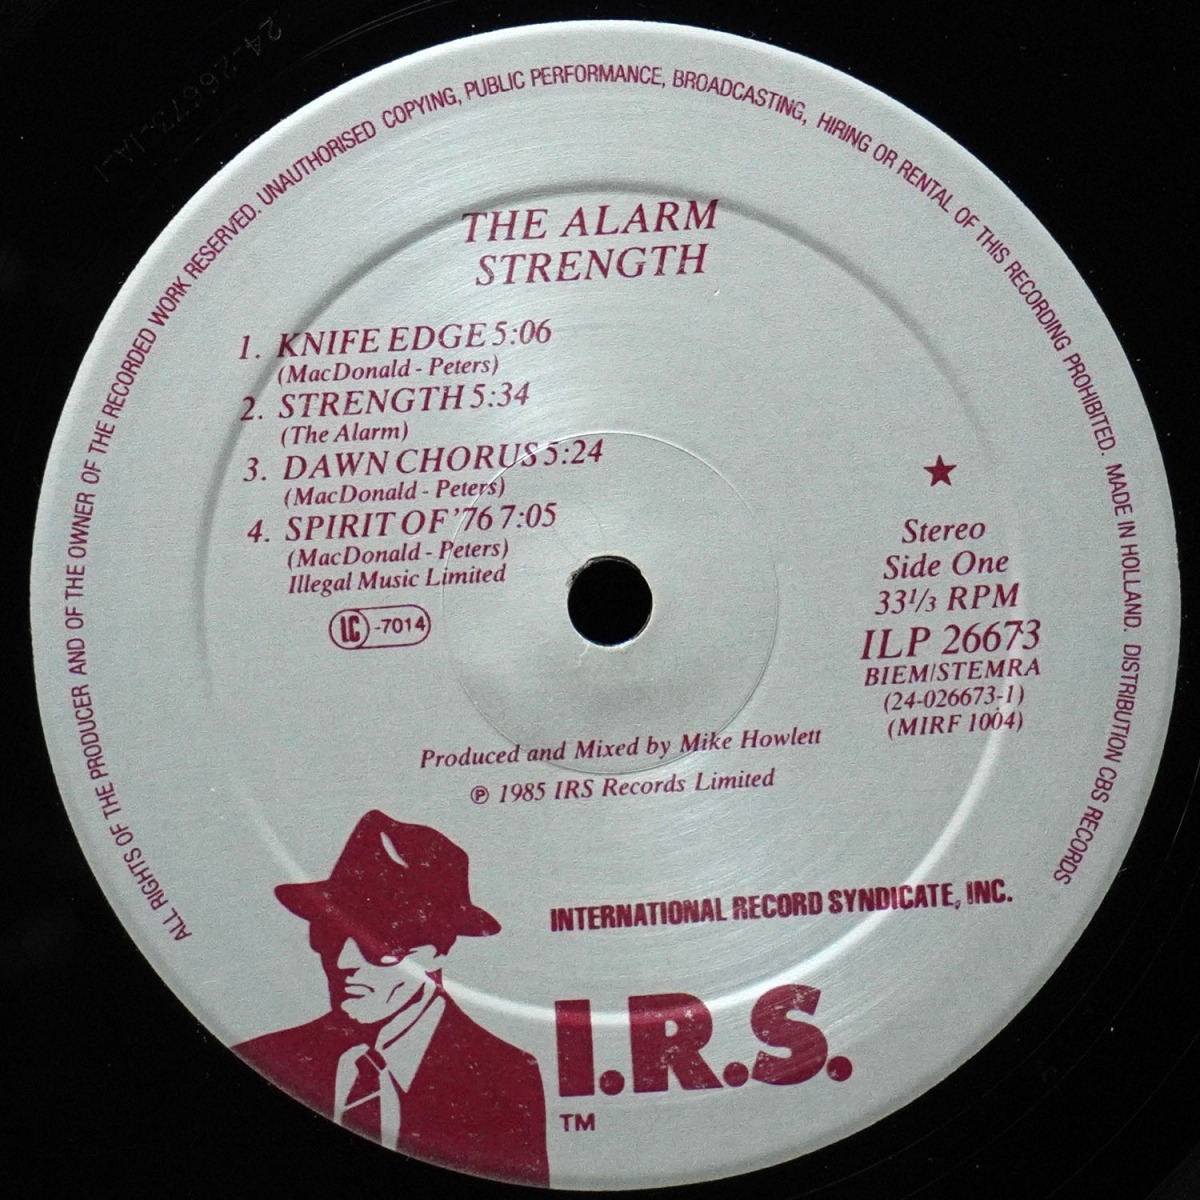 ALL RIGHTS OF THE PRODUCER AND OF THE OWNER OF THE RECORDED WORK RESERVED. UNAUTHORISED COPYING, PUBLIC PERFORMANCE, BROADCASTING, HIRING OR RENTAL OF THIS RECORDING PROHIBITED. MADE IN HOLLAND. DISTRIBUTION CBS RECORDS
THE ALARM
STRENGTH
1. KNIFE EDGE 5:06
(MacDonald - Peters)
2. STRENGTH 5:34
(The Alarm)
3. DAWN CHORUS 5:24
(MacDonald - Peters)
4. SPIRIT OF '76 7:05
(MacDonald - Peters)
Illegal Music Limited
LC -7014
Stereo
Side One
33 1/3 RPM
ILP 26673
BIEM/STEMRA
(24-026673-1)
(MIRF 1004)
Produced and Mixed by Mike Howlett
℗ 1985 IRS Records Limited
INTERNATIONAL RECORD SYNDICATE, INC.
I.R.S.
TM